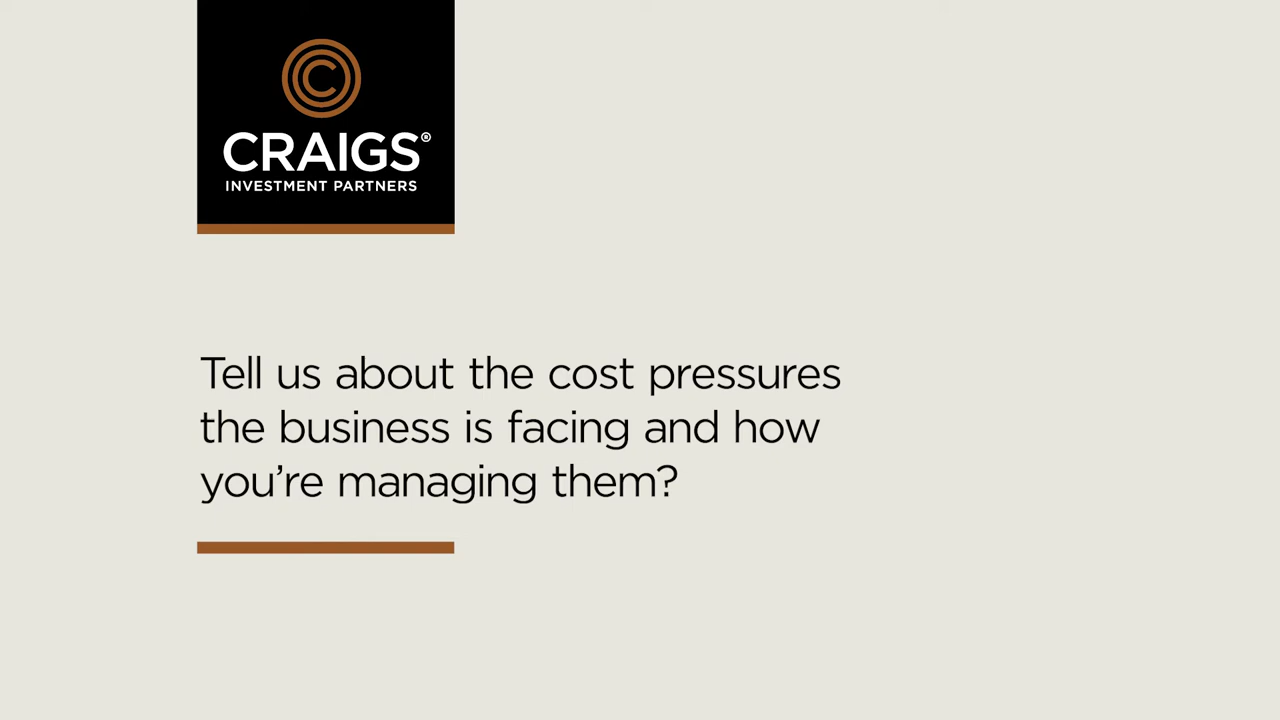 CRAIGS®
INVESTMENT PARTNERS
Tell us about the cost pressures
the business is facing and how
you’re managing them?